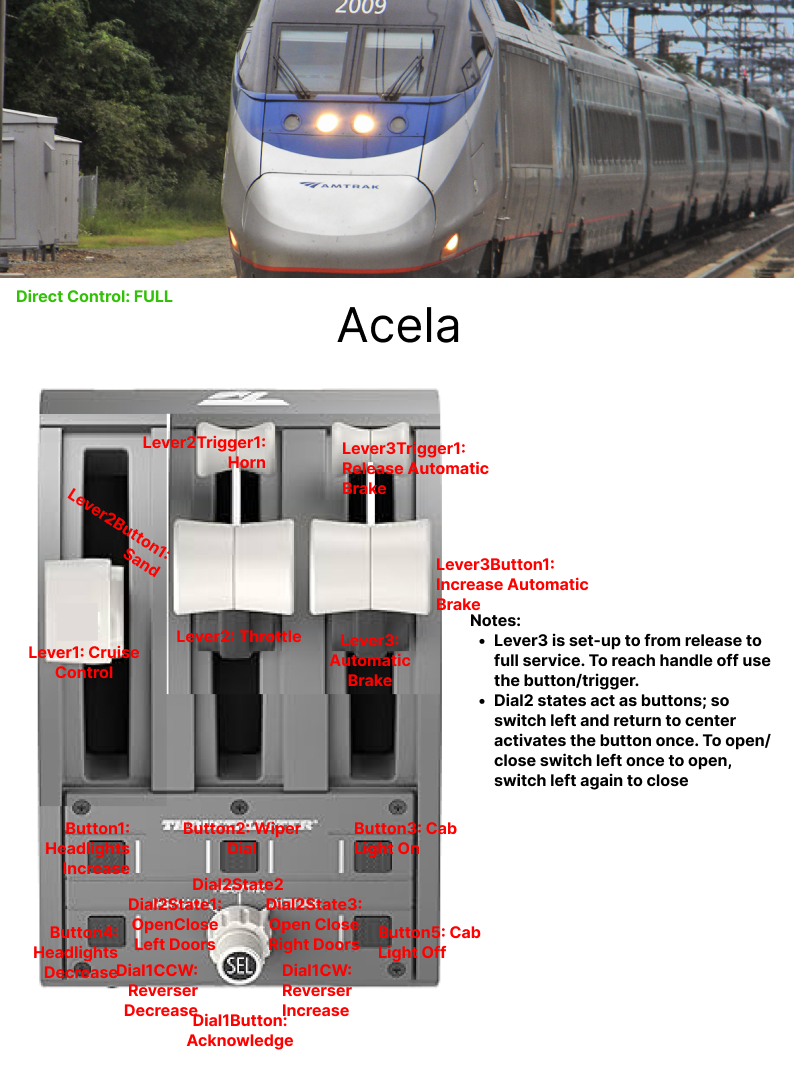 2009
AMTRAK
Direct Control: FULL
Acela
Lever2Trigger1:
Horn
Lever3Trigger1:
Release Automatic
Brake
Lever2Button1:
Sand
Lever3Button1:
Increase Automatic
Brake
Notes:
• Lever3 is set-up to from release to
full service. To reach handle off use
the button/trigger.
• Dial2 states act as buttons; so
switch left and return to center
activates the button once. To open/
close switch left once to open,
switch left again to close
Lever1: Cruise
Control
Lever2: Throttle
Lever3:
Automatic
Brake
Button1:
Headlights
Increase
Button2: Wiper
Dial
Button3: Cab
Light On
Dial2State2
Dial2State1:
OpenClose
Left Doors
Dial2State3:
Open Close
Right Doors
Button4:
Headlights
Decrease
Button5: Cab
Light Off
SEL
Dial1CCW:
Reverser
Decrease
Dial1CW:
Reverser
Increase
Dial1Button:
Acknowledge